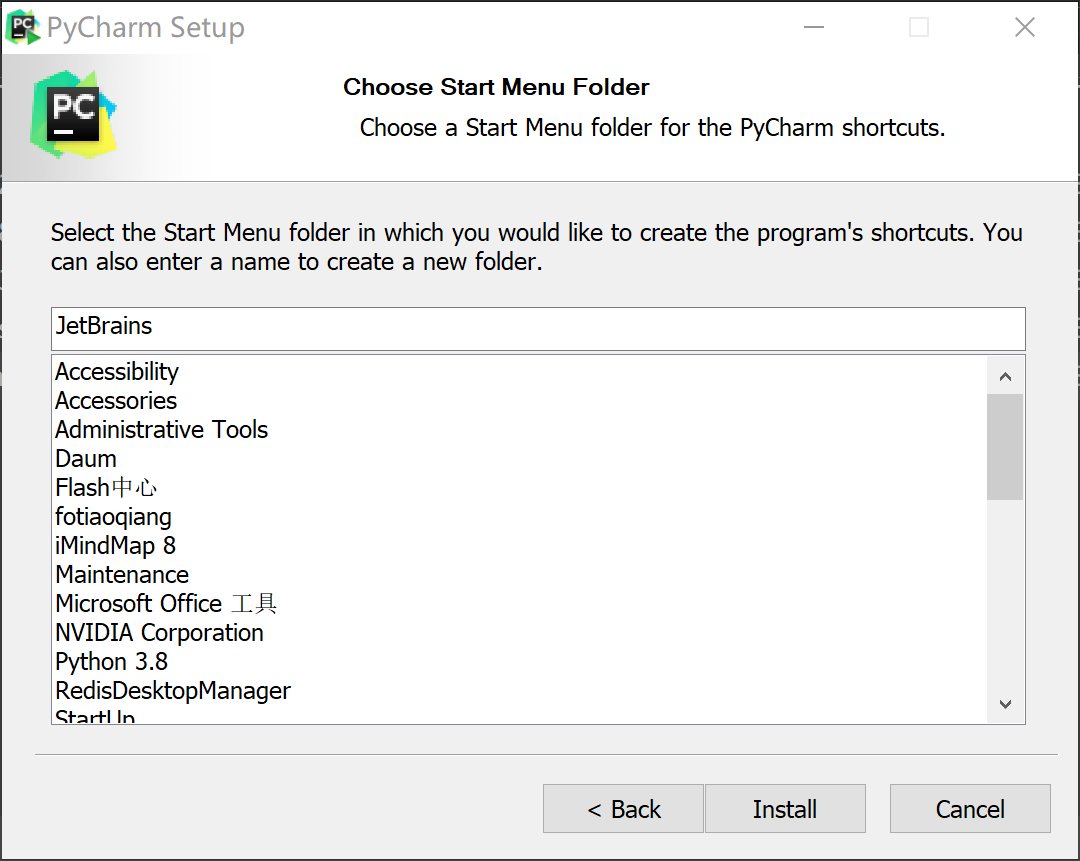 PC PyCharm Setup
PC
Choose Start Menu Folder
Choose a Start Menu folder for the PyCharm shortcuts.
Select the Start Menu folder in which you would like to create the program's shortcuts. You
can also enter a name to create a new folder.
JetBrains
Accessibility
Accessories
Administrative Tools
Daum
Flash中心
fotiaoqiang
iMindMap 8
Maintenance
Microsoft Office 工具
NVIDIA Corporation
Python 3.8
RedisDesktopManager
StartUp
< Back
Install
Cancel